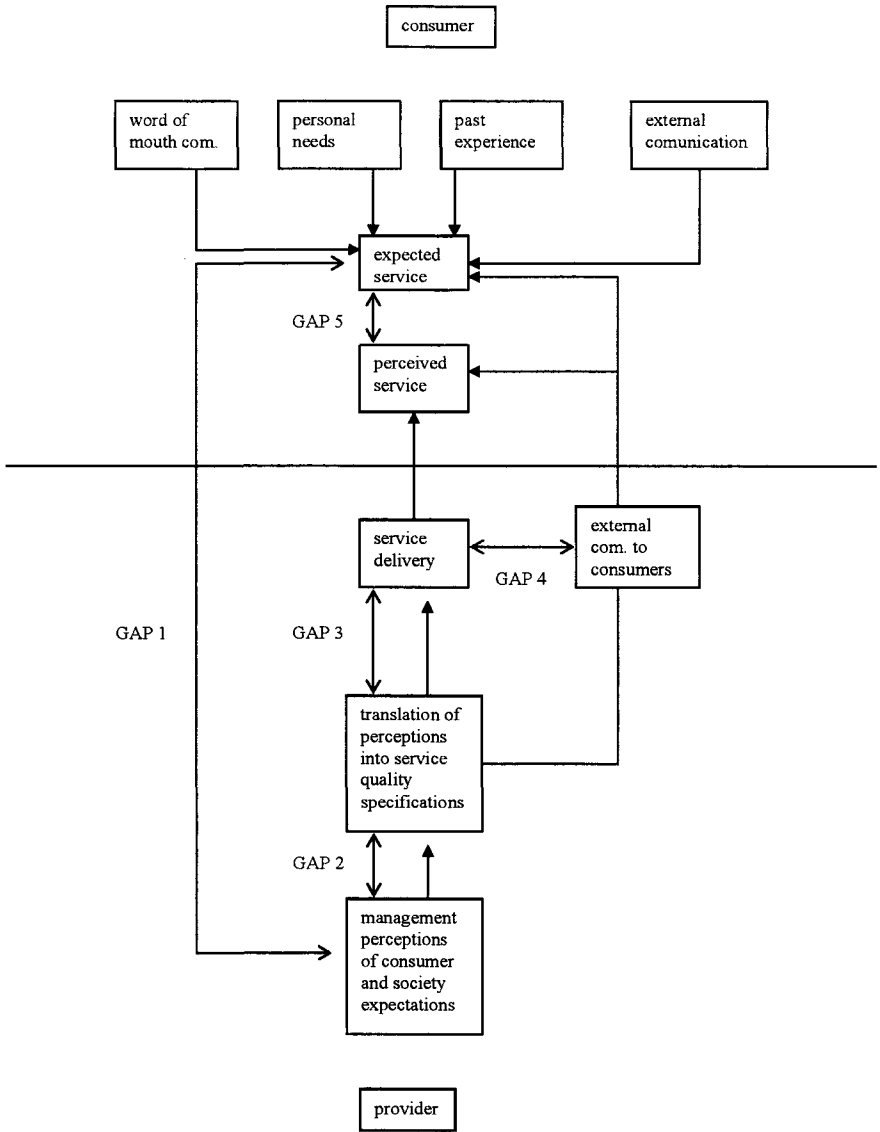 consumer
word of
mouth com.
personal
needs
past
experience
external
comunication
expected
service
GAP 5
perceived
service
service
delivery
external
com. to
consumers
GAP 4
GAP 1
GAP 3
translation of
perceptions
into service
quality
specifications
GAP 2
management
perceptions
of consumer
and society
expectations
provider